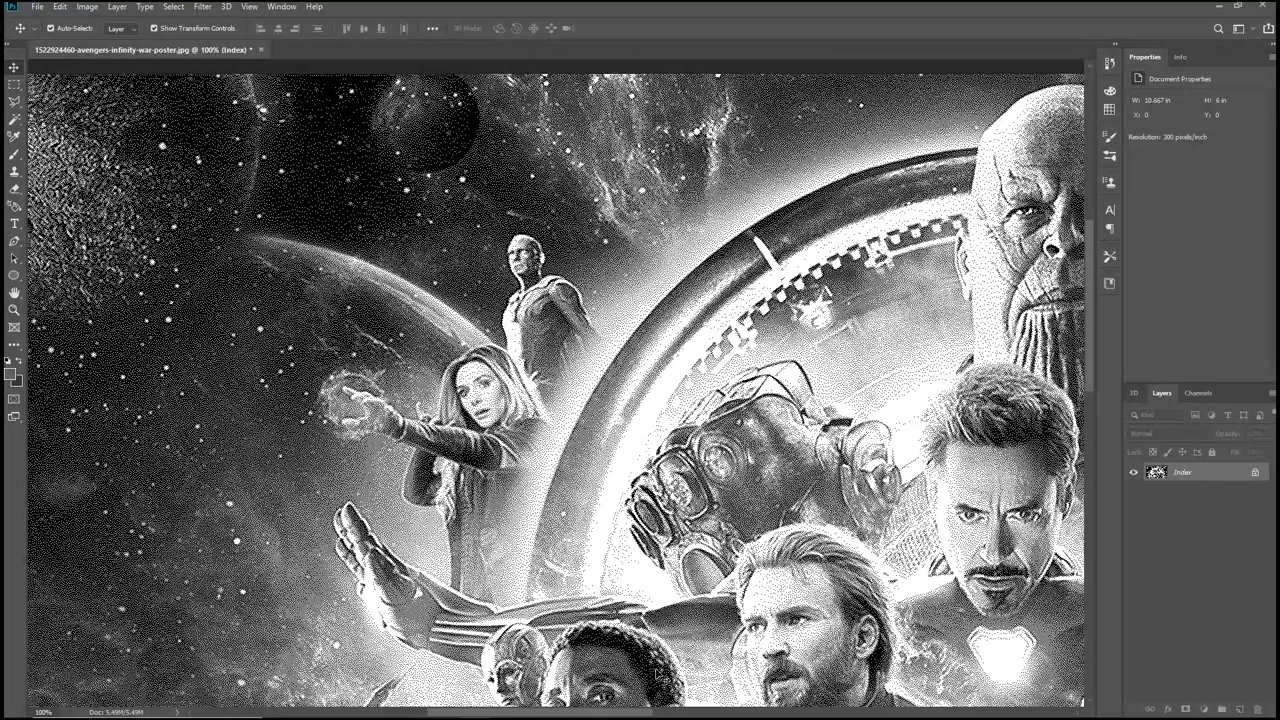 Ps File Edit Image Layer Type Select Filter 3D View Window Help
Auto-Select: Layer Show Transform Controls
1522924460-avengers-infinity-war-poster.jpg @ 100% (Index) *
Properties Info
Document Properties
W: 10.667 in H: 6 in
X: 0 Y: 0
Resolution: 300 pixels/inch
3D Layers Channels
Kind
Normal Opacity:
Lock: Fill:
Index
100% Doc: 5.49M/5.49M